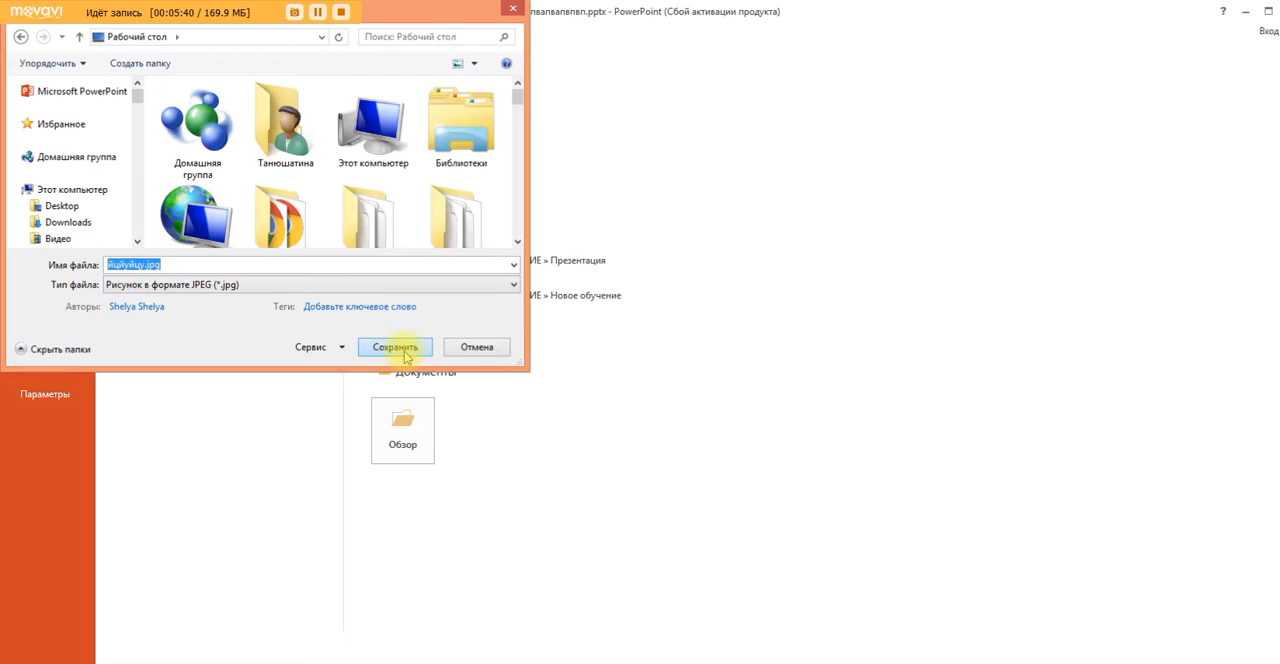 movavi Идёт запись [00:05:40 / 169.9 МБ]
пвапвапвпвп.pptx - PowerPoint (Сбой активации продукта) ?
Вход
Рабочий стол Поиск: Рабочий стол
Упорядочить Создать папку
Microsoft PowerPoint
Избранное
Домашняя группа
Этот компьютер
Desktop
Downloads
Видео
Домашняя группа
Танюшатина
Этот компьютер
Библиотеки
Имя файла: йцйуйцу.jpg
Тип файла: Рисунок в формате JPEG (*.jpg)
Авторы: Shelya Shelya Теги: Добавьте ключевое слово
Скрыть папки Сервис Сохранить Отмена
ИЕ » Презентация
ИЕ » Новое обучение
Документы
Параметры
Обзор